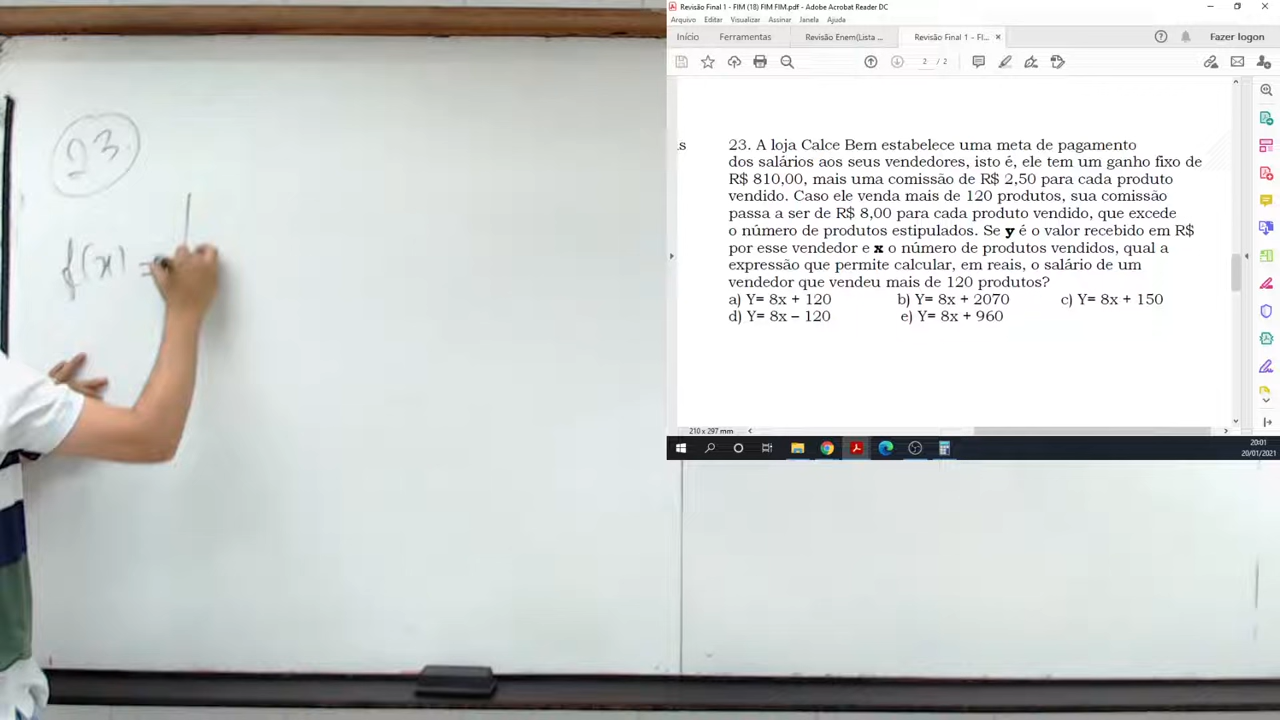 23.
f(x) =
Revisão Final 1 - FIM (18) FIM FIM.pdf - Adobe Acrobat Reader DC
Arquivo Editar Visualizar Assinar Janela Ajuda
Início Ferramentas Revisão Enem(Lista ... Revisão Final 1 – FI... ×
Fazer logon
2 / 2
.s
23. A loja Calce Bem estabelece uma meta de pagamento
dos salários aos seus vendedores, isto é, ele tem um ganho fixo de
R$ 810,00, mais uma comissão de R$ 2,50 para cada produto
vendido. Caso ele venda mais de 120 produtos, sua comissão
passa a ser de R$ 8,00 para cada produto vendido, que excede
o número de produtos estipulados. Se y é o valor recebido em R$
por esse vendedor e x o número de produtos vendidos, qual a
expressão que permite calcular, em reais, o salário de um
vendedor que vendeu mais de 120 produtos?
a) Y= 8x + 120 b) Y= 8x + 2070 c) Y= 8x + 150
d) Y= 8x – 120 e) Y= 8x + 960
210 x 297 mm
20:01
20/01/2021